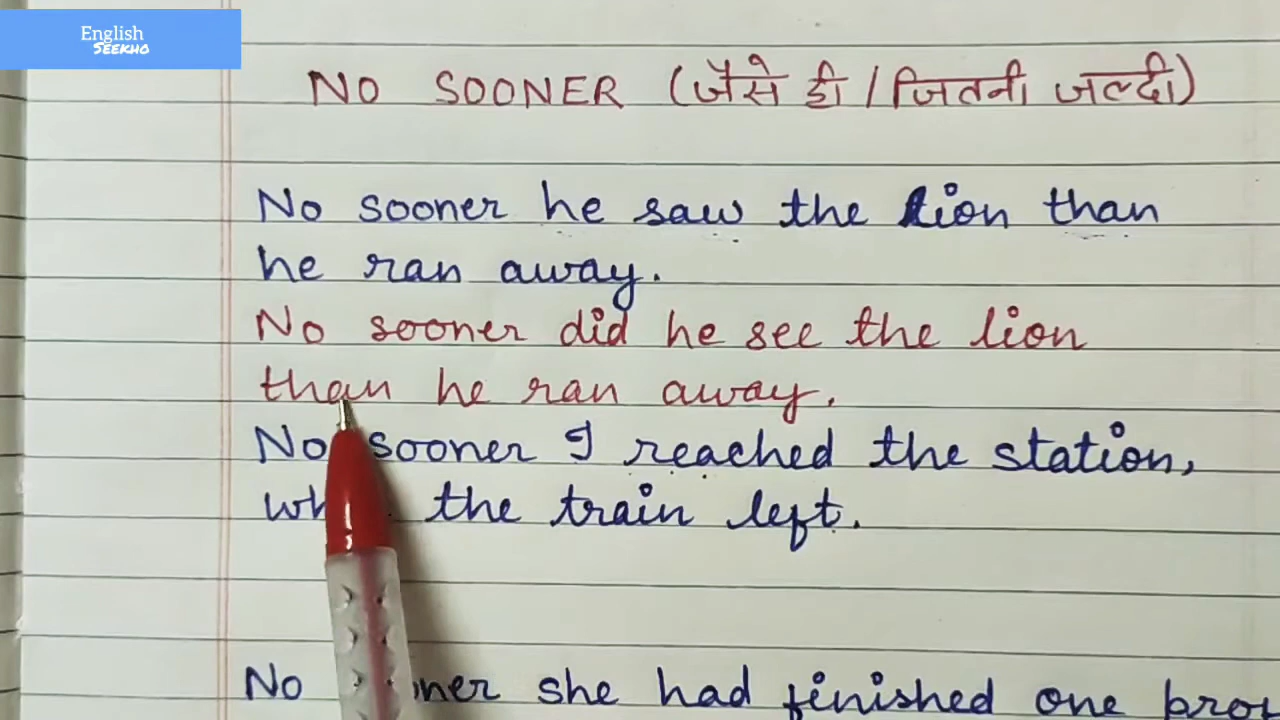 English
SEEKHO
NO SOONER (जैसे ही / जितनी जल्दी)
No sooner he saw the lion than
he ran away.
No sooner did he see the lion
than he ran away.
No sooner I reached the station,
the train left.
No she had finished one